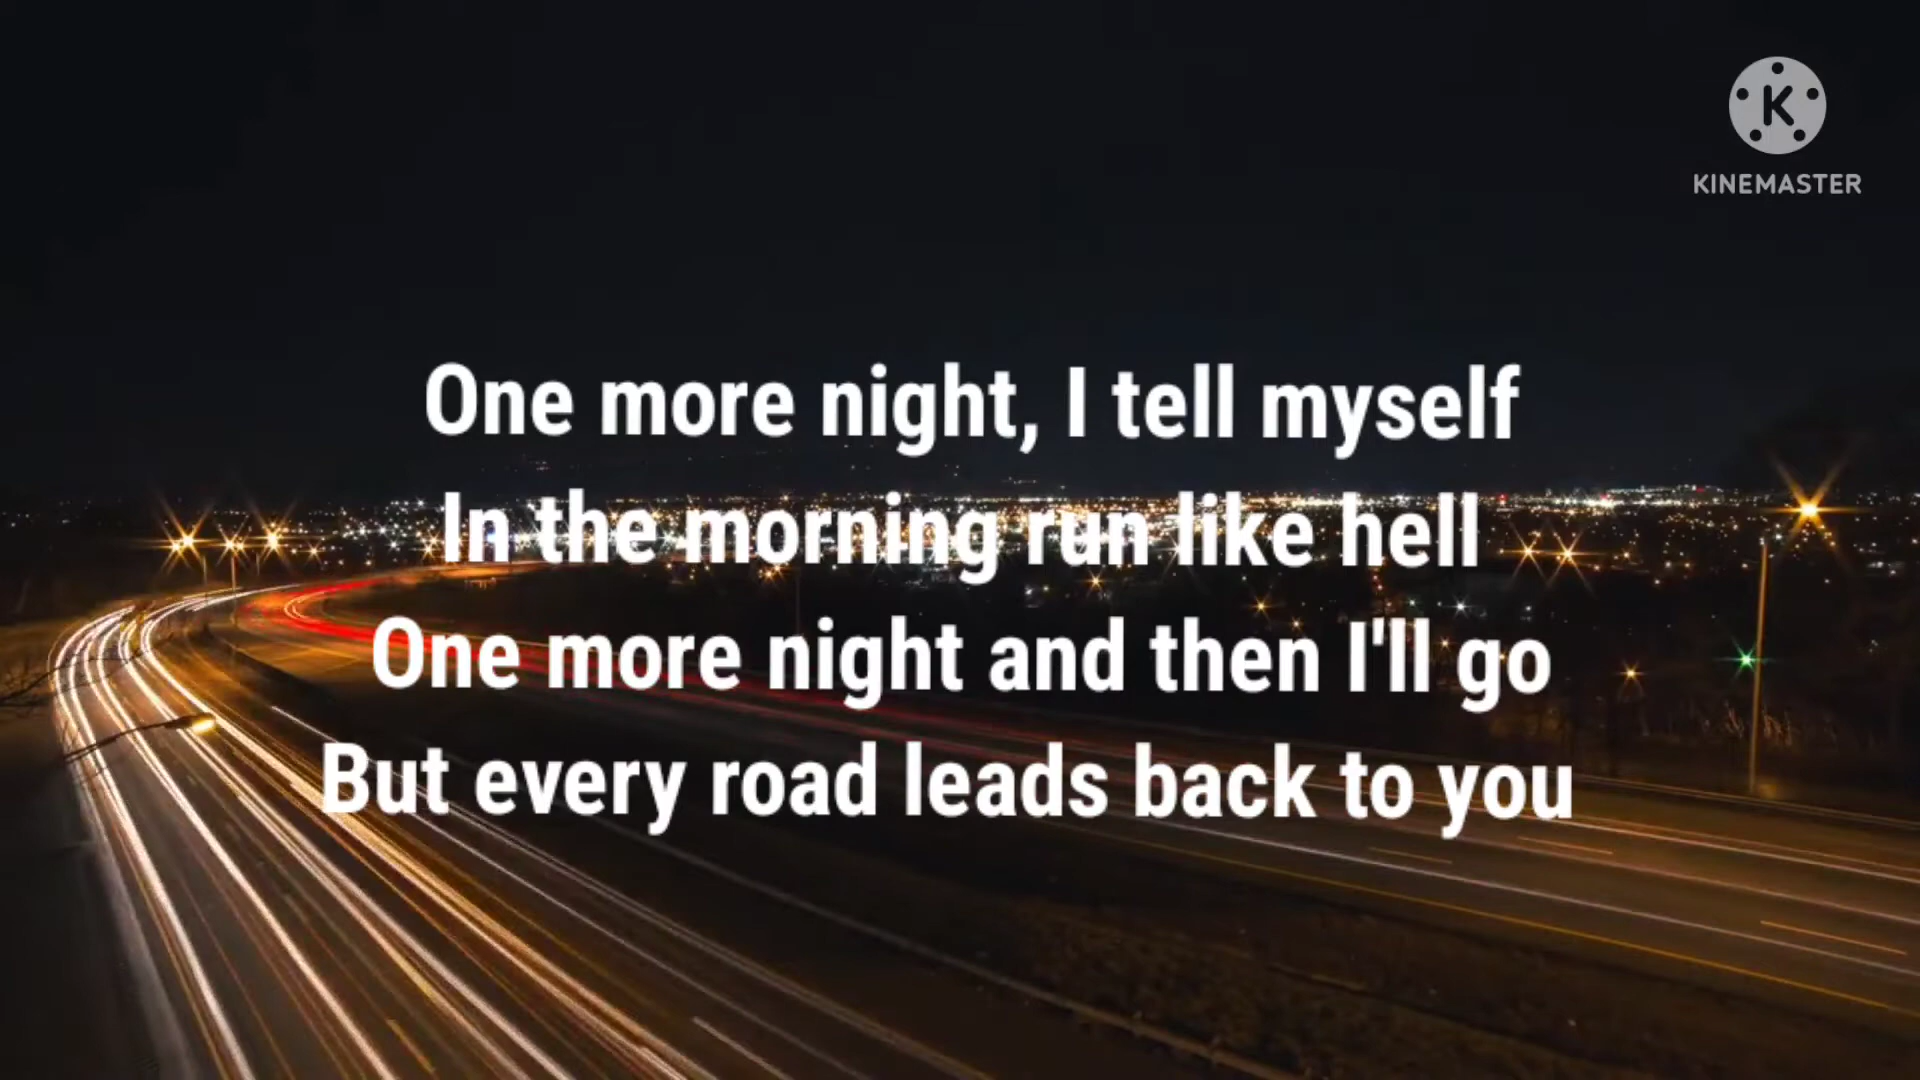 K
KINEMASTER
One more night, I tell myself
In the morning run like hell
One more night and then I'll go
But every road leads back to you